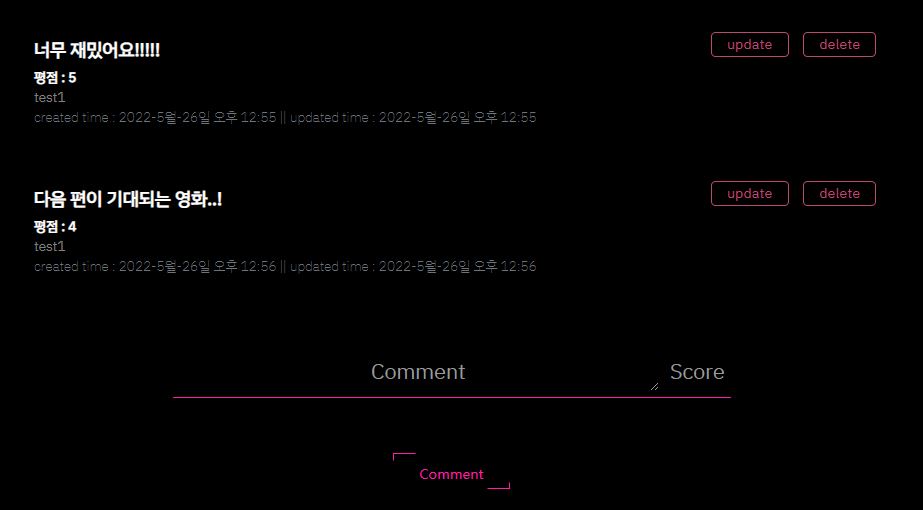 너무 재밌어요!!!!! update delete
평점 : 5
test1
created time : 2022-5월-26일 오후 12:55 || updated time : 2022-5월-26일 오후 12:55
다음 편이 기대되는 영화..! update delete
평점 : 4
test1
created time : 2022-5월-26일 오후 12:56 || updated time : 2022-5월-26일 오후 12:56
Comment Score
Comment